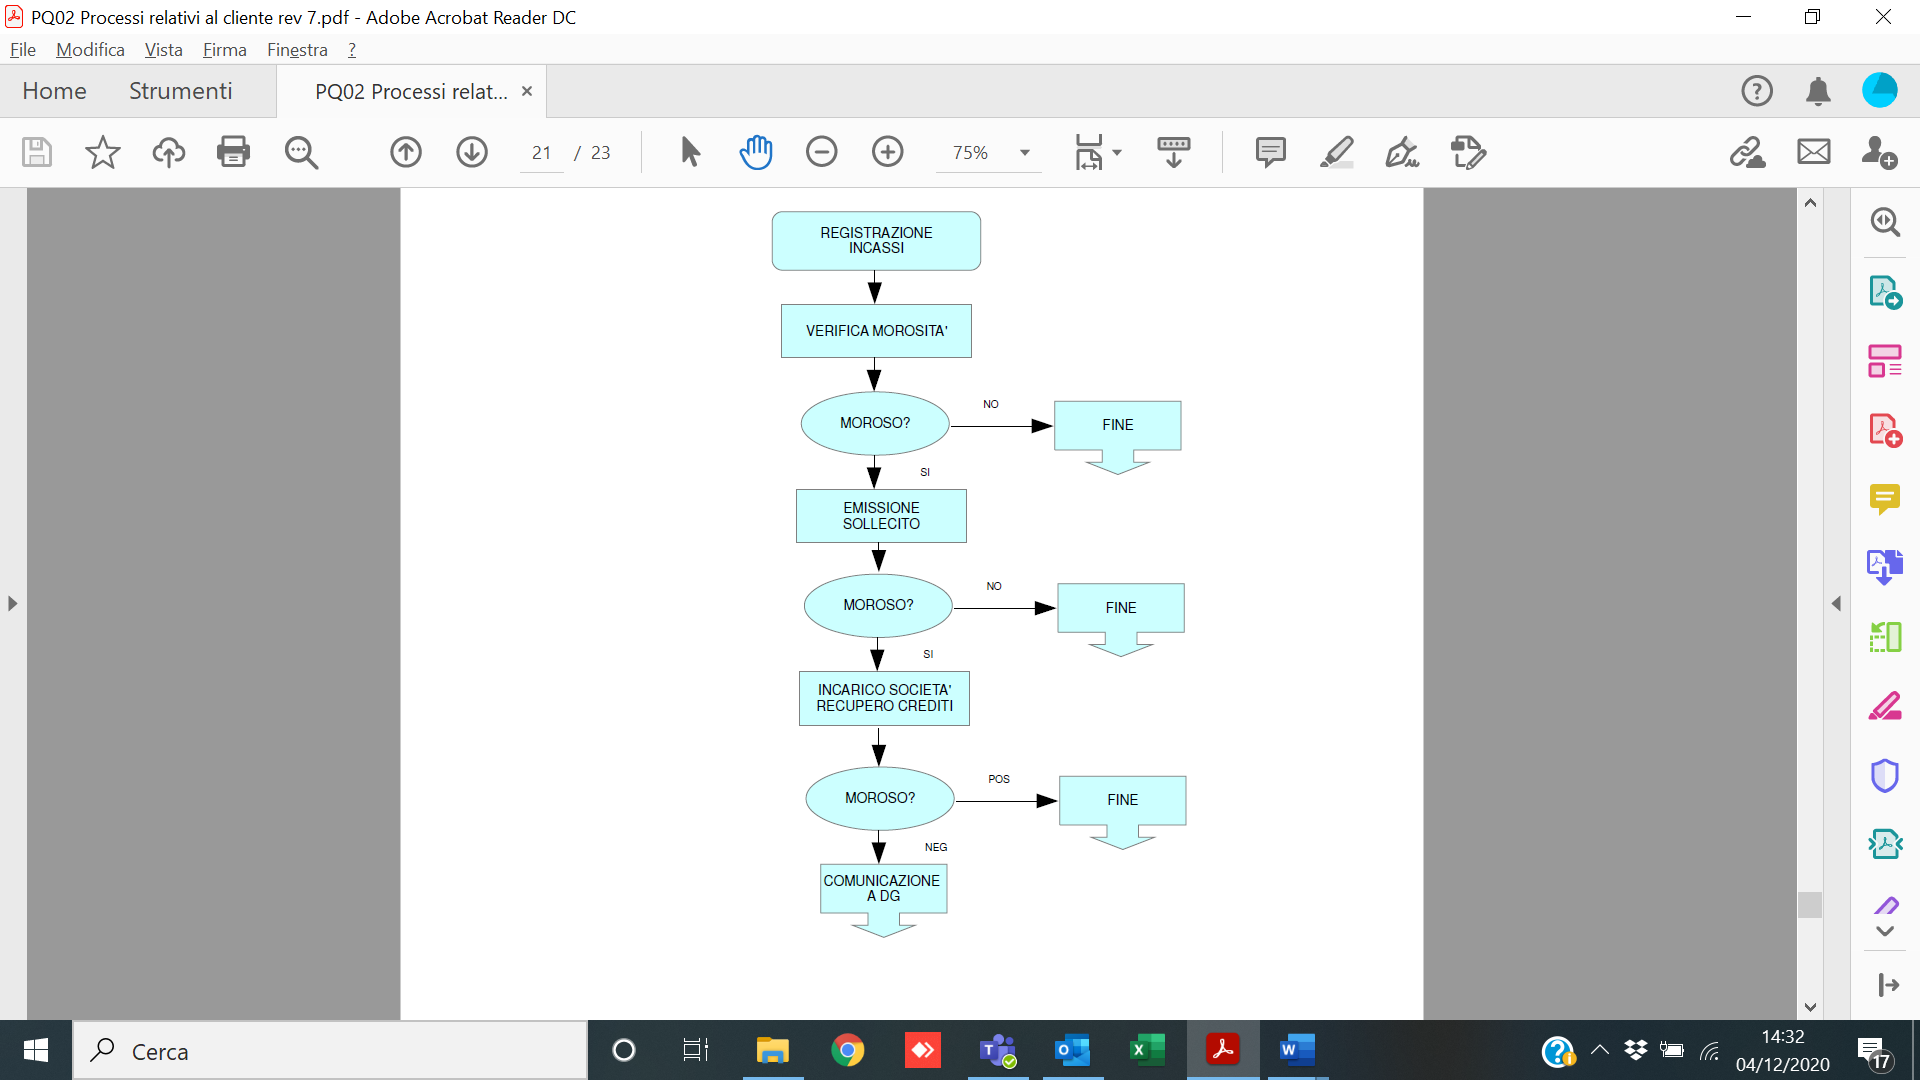 PQ02 Processi relativi al cliente rev 7.pdf - Adobe Acrobat Reader DC
File Modifica Vista Firma Finestra ?
Home Strumenti PQ02 Processi relat... ×
21 / 23 75%
REGISTRAZIONE
INCASSI
VERIFICA MOROSITA'
MOROSO?
NO
FINE
SI
EMISSIONE
SOLLECITO
MOROSO?
NO
FINE
SI
INCARICO SOCIETA'
RECUPERO CREDITI
MOROSO?
POS
FINE
NEG
COMUNICAZIONE
A DG
Cerca
14:32
04/12/2020
17